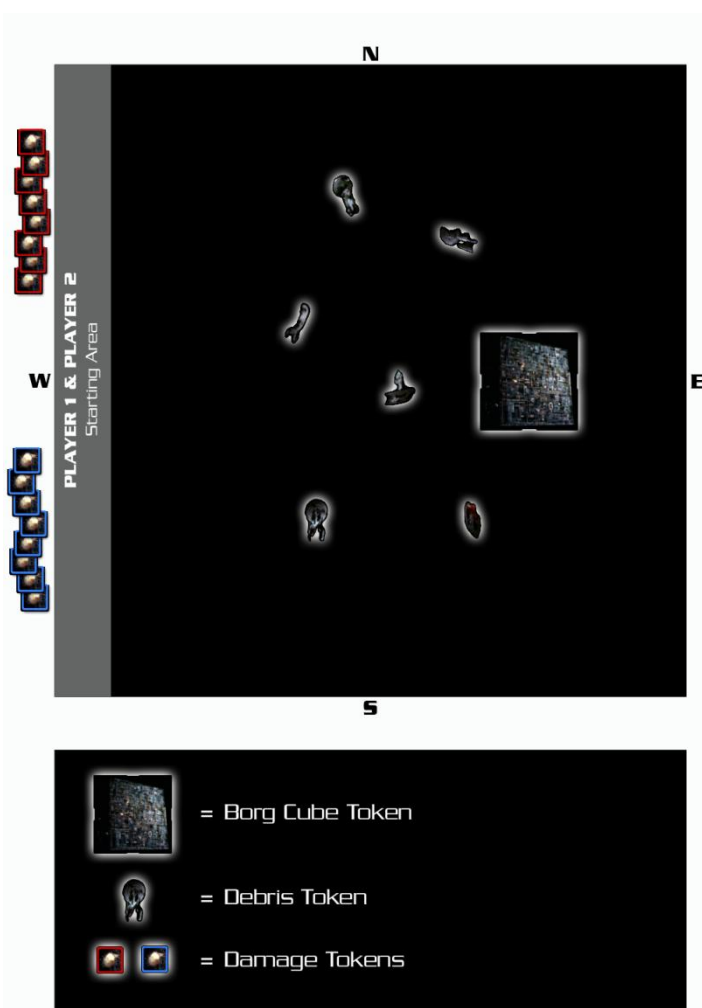 N
PLAYER 1 & PLAYER 2
Starting Area
W
E
S
= Borg Cube Token
= Debris Token
= Damage Tokens